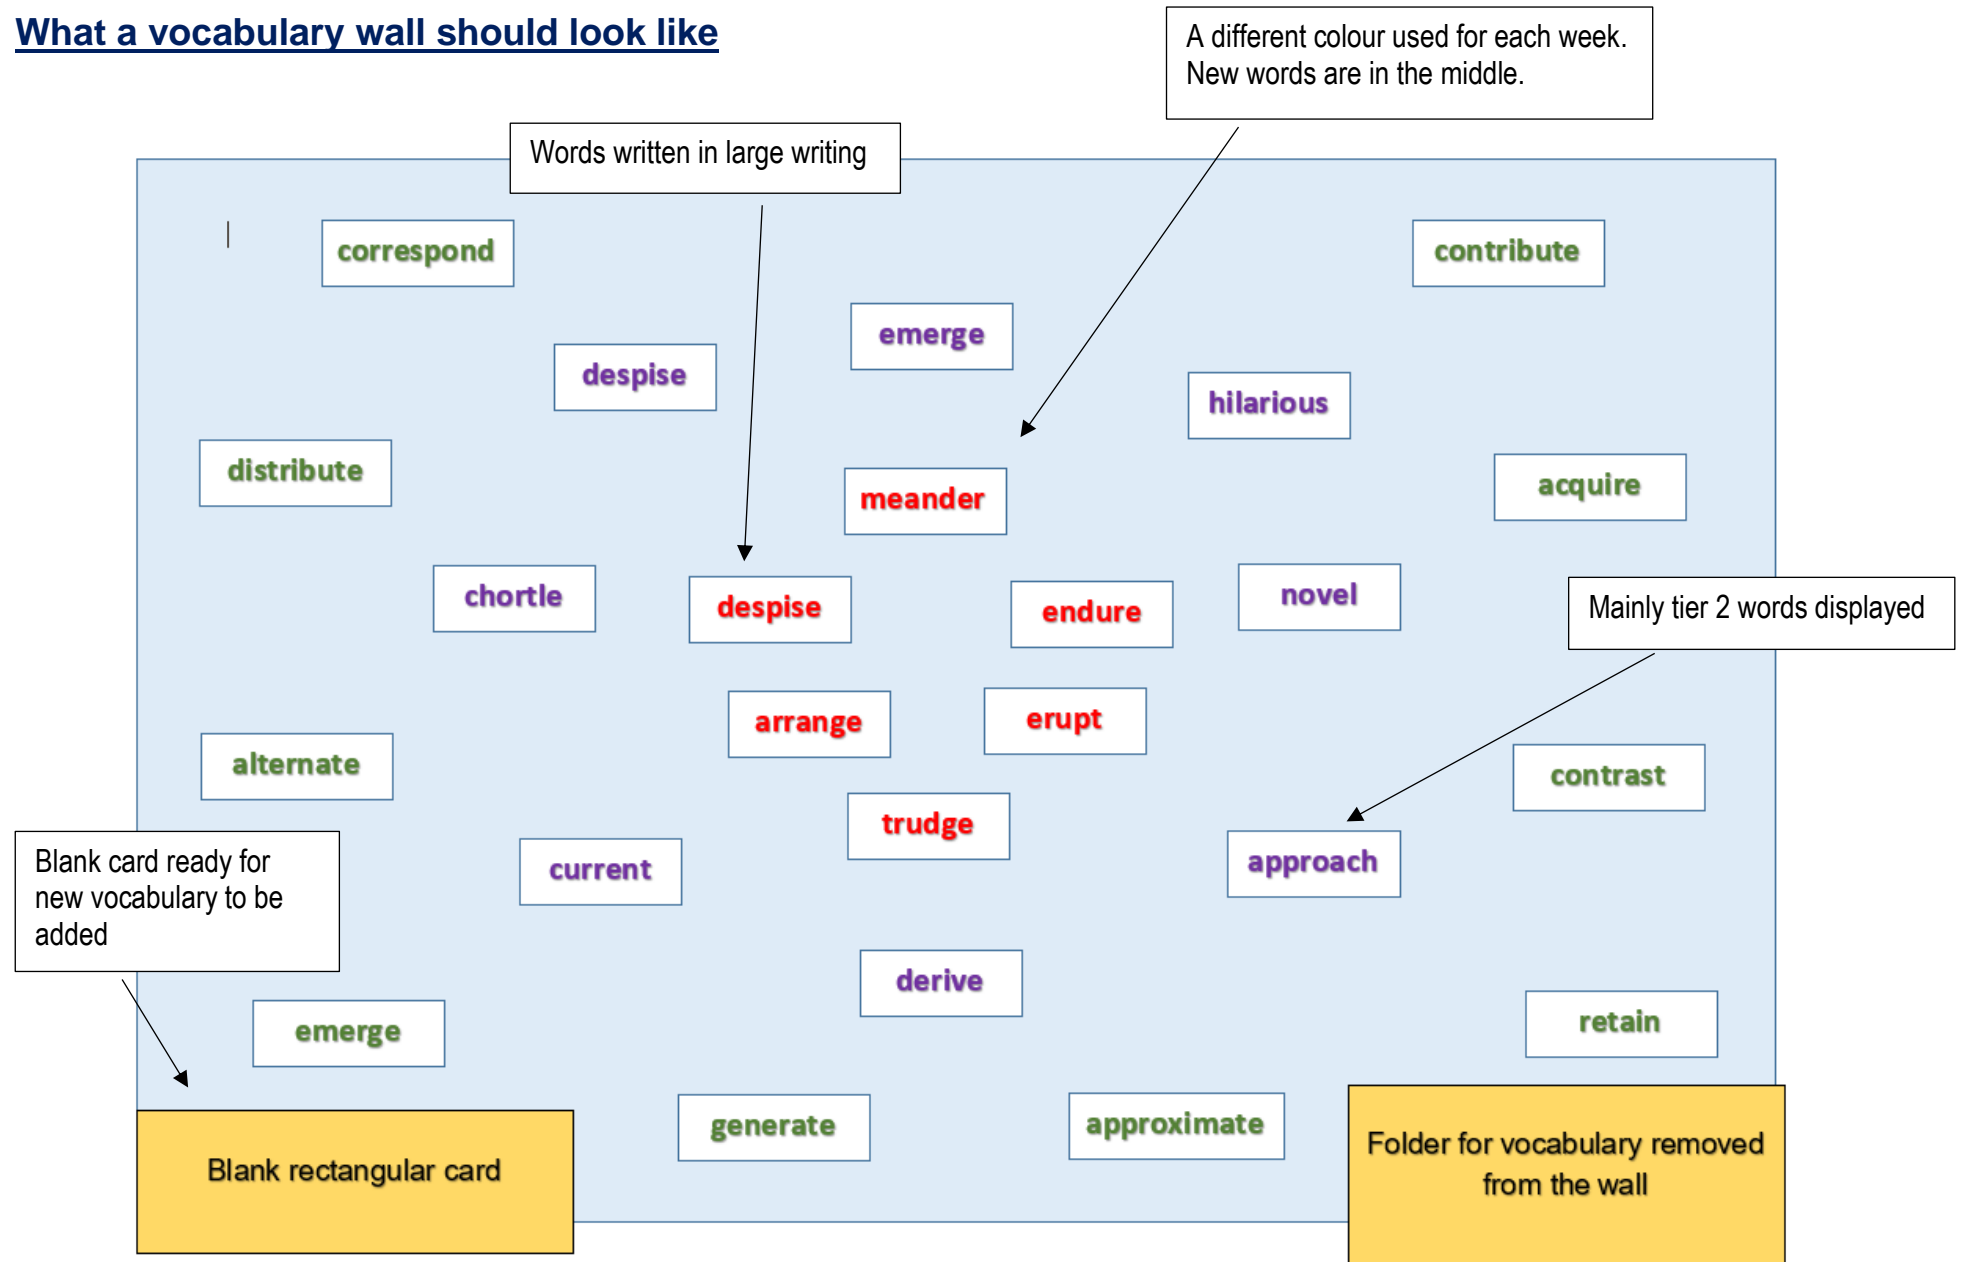 What a vocabulary wall should look like
A different colour used for each week.
New words are in the middle.
Words written in large writing
correspond
contribute
emerge
despise
hilarious
distribute
acquire
meander
chortle
despise
endure
novel
Mainly tier 2 words displayed
arrange
erupt
alternate
contrast
trudge
current
approach
Blank card ready for
new vocabulary to be
added
derive
emerge
retain
generate
approximate
Blank rectangular card
Folder for vocabulary removed
from the wall